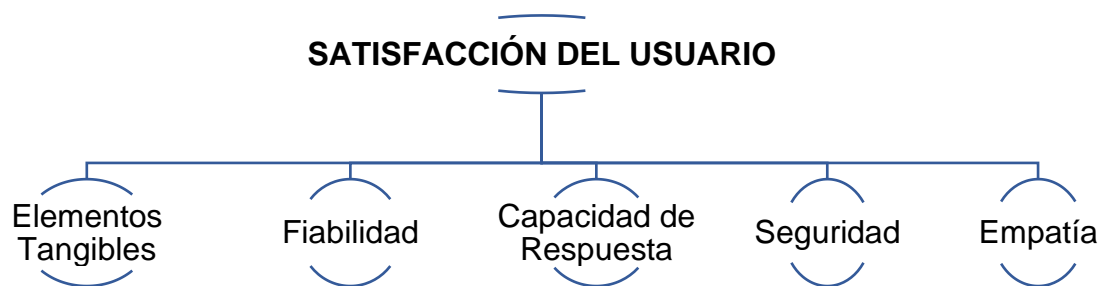 SATISFACCIÓN DEL USUARIO
Elementos
Tangibles
Fiabilidad
Capacidad de
Respuesta
Seguridad
Empatía